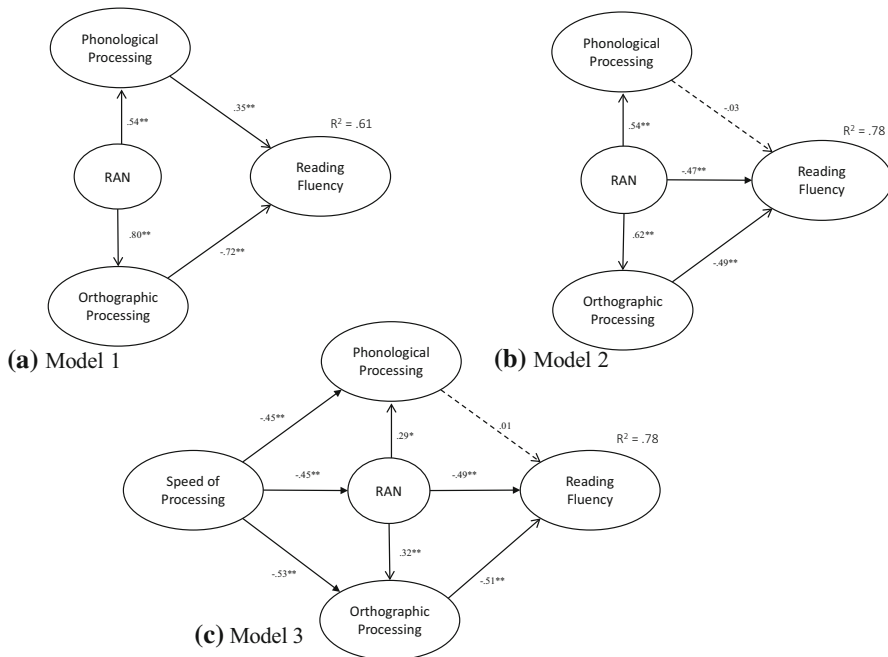 Phonological
Processing
.35**
R² = .61
.54**
RAN
Reading
Fluency
.80**
-.72**
Orthographic
Processing
(a) Model 1
Phonological
Processing
-.03
R² = .78
.54**
RAN
-.47**
Reading
Fluency
.62**
-.49**
Orthographic
Processing
(b) Model 2
Phonological
Processing
-.45**
.01
R² = .78
.29*
Speed of
Processing
-.45**
RAN
-.49**
Reading
Fluency
.32**
-.53**
-.51**
Orthographic
Processing
(c) Model 3